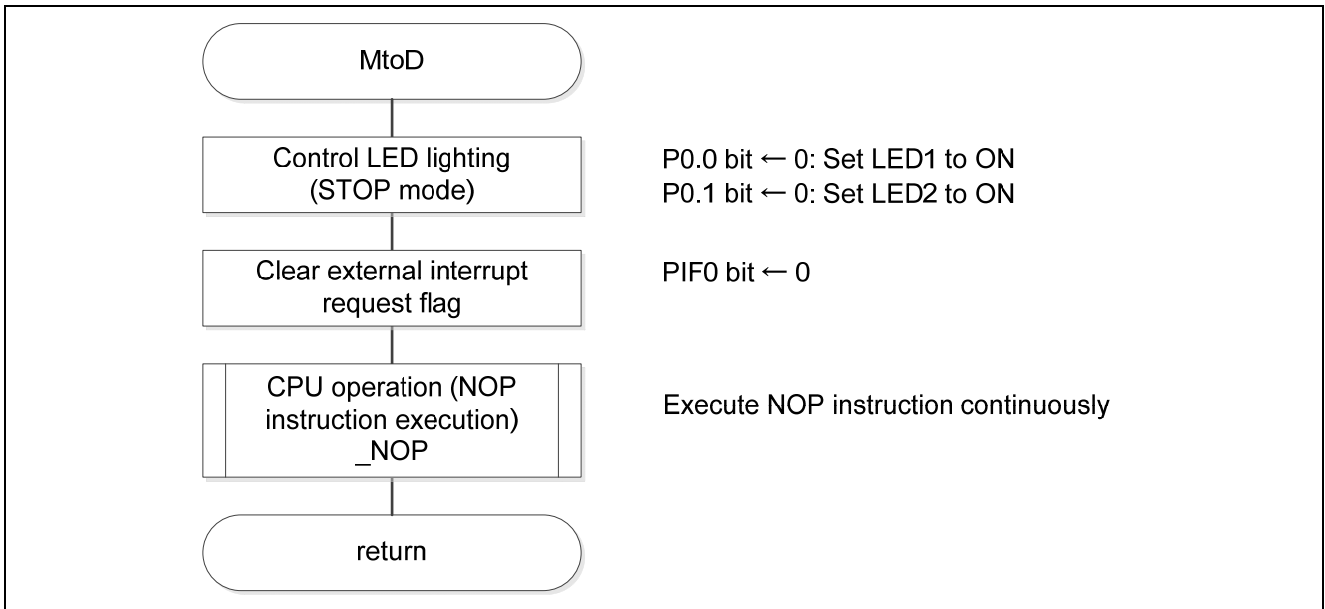 MtoD
Control LED lighting
(STOP mode)
P0.0 bit ← 0: Set LED1 to ON
P0.1 bit ← 0: Set LED2 to ON
Clear external interrupt
request flag
PIF0 bit ← 0
CPU operation (NOP
instruction execution)
_NOP
Execute NOP instruction continuously
return